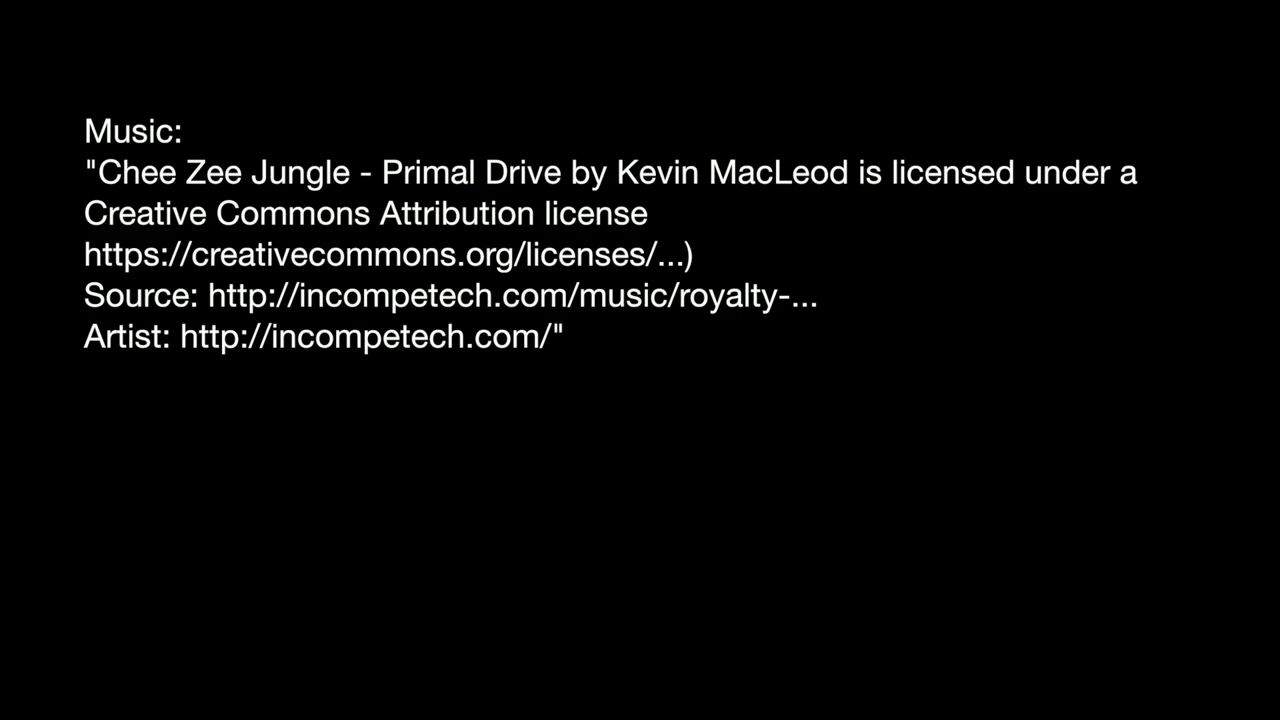 Music:
"Chee Zee Jungle - Primal Drive by Kevin MacLeod is licensed under a
Creative Commons Attribution license
https://creativecommons.org/licenses/...)
Source: http://incompetech.com/music/royalty-...
Artist: http://incompetech.com/"